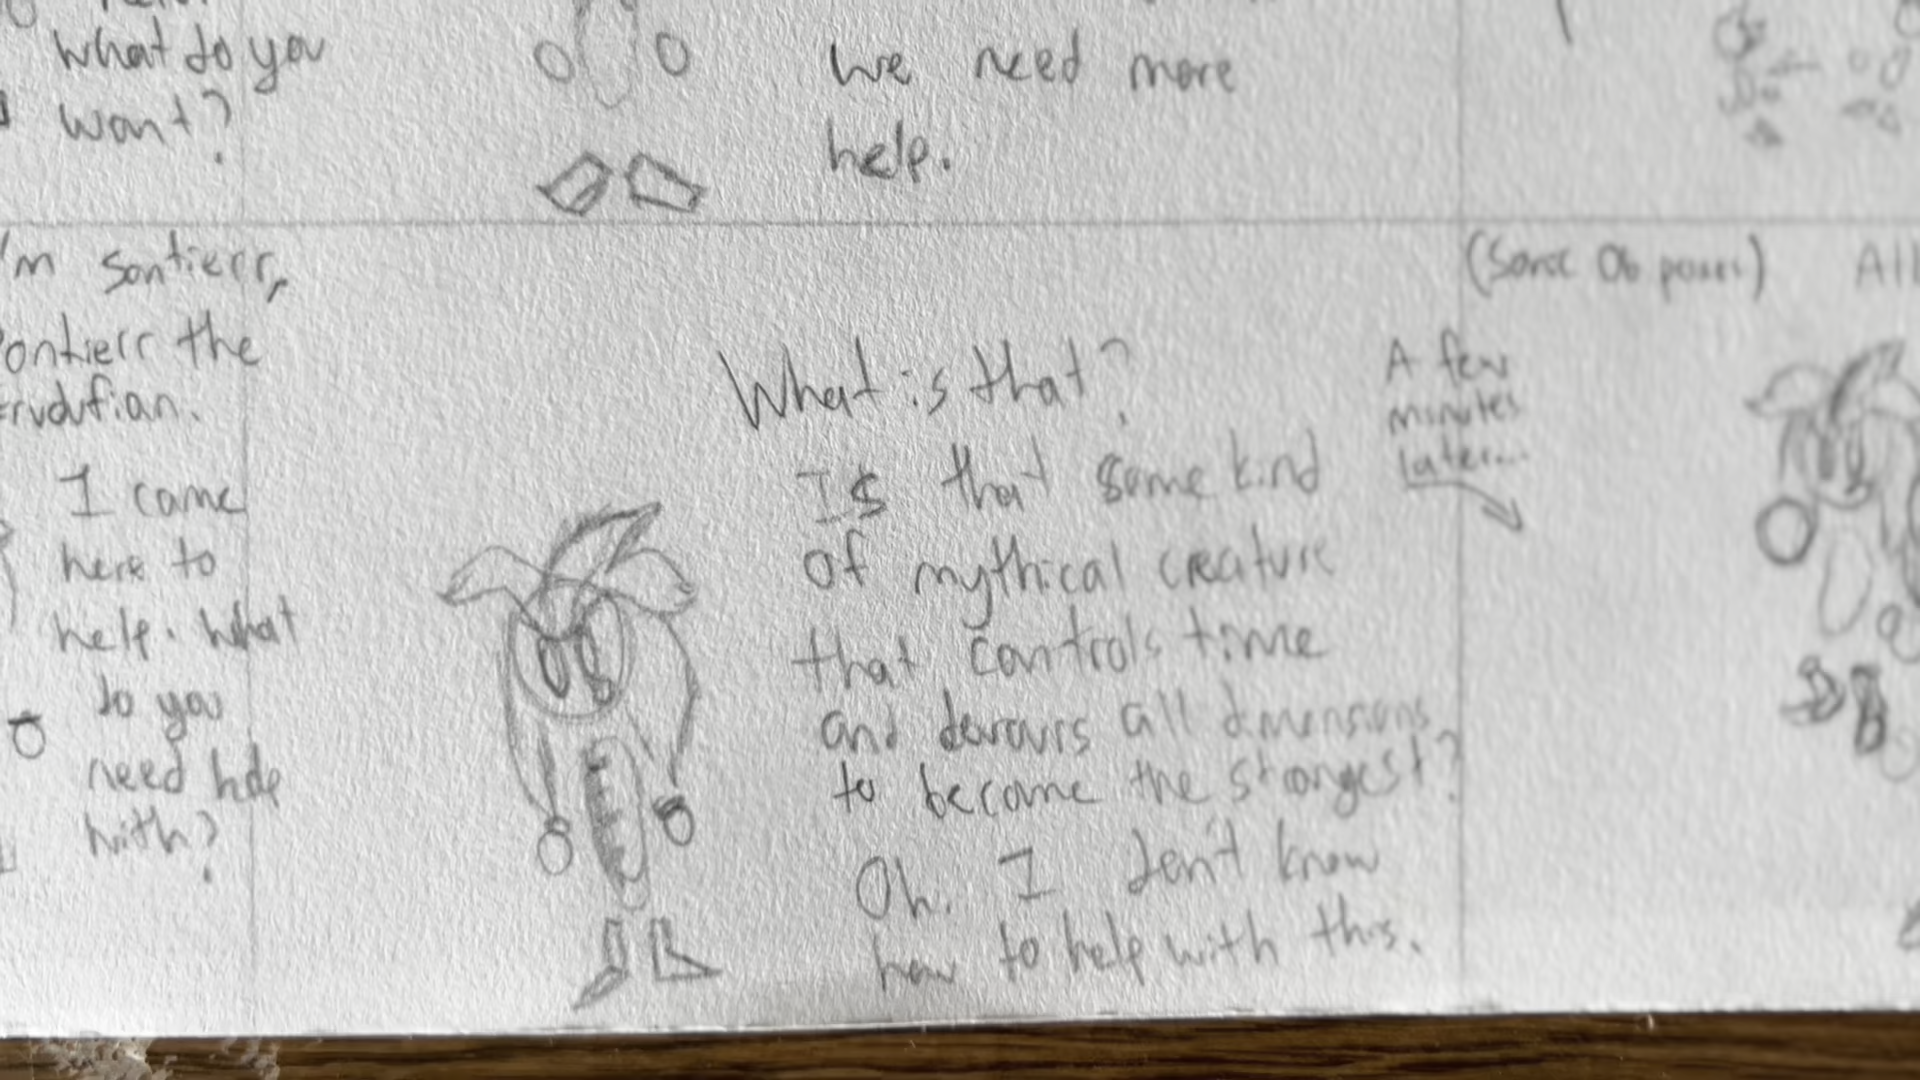 What do you
want?
we need more
help.
I'm Sontierr,
Sontierr the
I came
here to
help. What
do you
need help
with?
What is that?
Is that some kind
of mythical creature
that controls time
and devours all dimensions
to become the strongest?
Oh. I don't know
how to help with this.
A few
minutes
later...
All